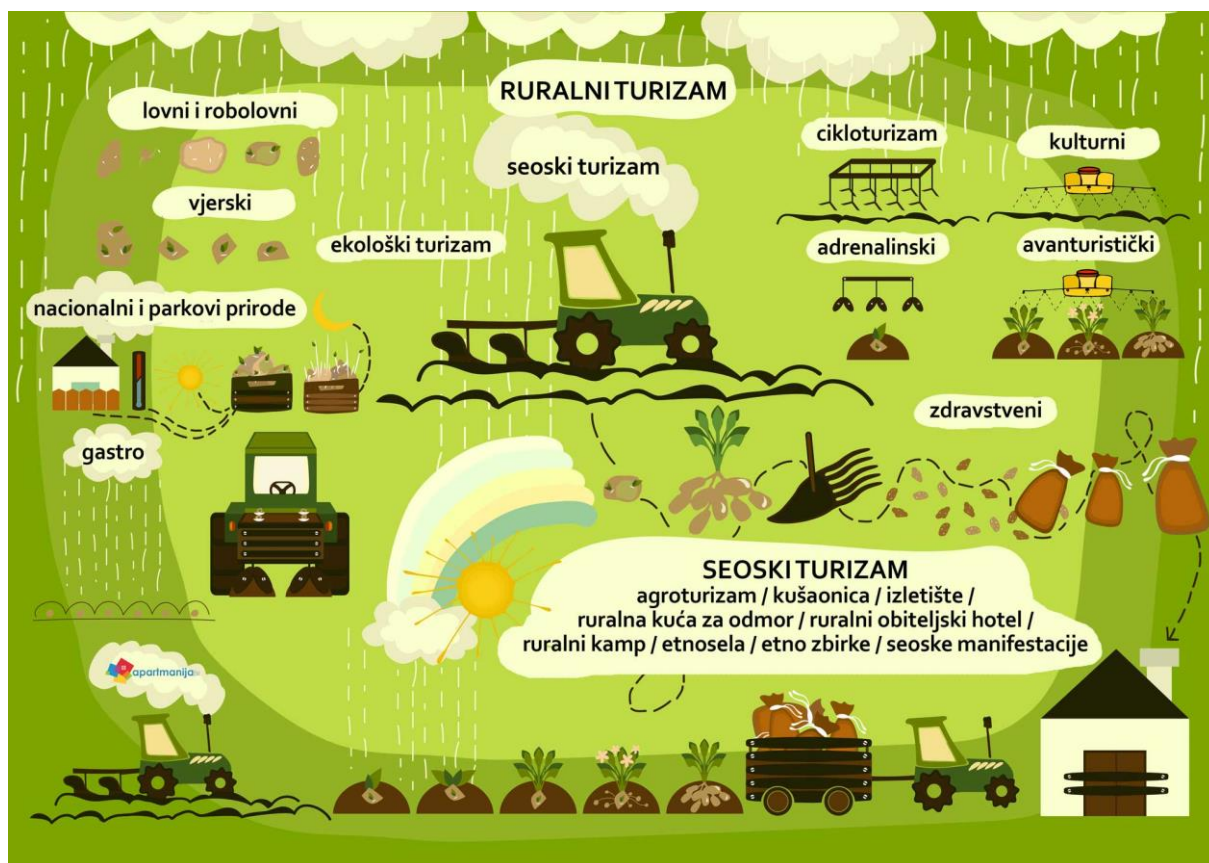 RURALNI TURIZAM
lovni i robolovni
seoski turizam
cikloturizam
kulturni
vjerski
ekološki turizam
adrenalinski
avanturistički
nacionalni i parkovi prirode
zdravstveni
gastro
SEOSKI TURIZAM
agroturizam / kušaonica / izletište /
ruralna kuća za odmor / ruralni obiteljski hotel /
ruralni kamp / etnosela / etno zbirke / seoske manifestacije
apartmanija